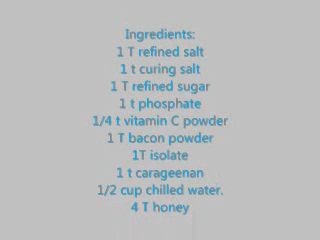 Ingredients:
1 T refined salt
1 t curing salt
1 T refined sugar
1 t phosphate
1/4 t vitamin C powder
1 T bacon powder
1T isolate
1 t carageenan
1/2 cup chilled water.
4 T honey